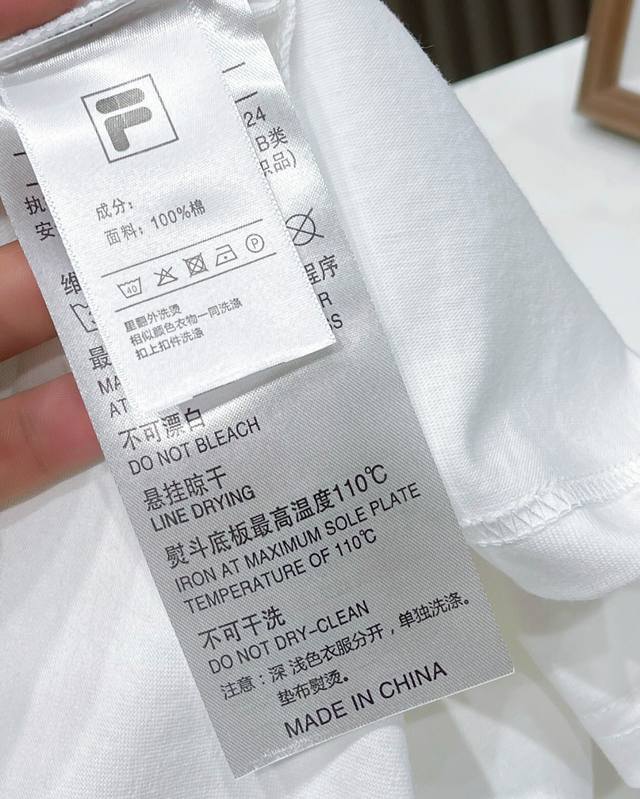 F
成分：
面料：100%棉
40
P
里翻外洗烫
相似颜色衣物一同洗涤
扣上扣件洗涤
24
B类
织品)
执
安
维
程序
最
MA
AT
不可漂白
DO NOT BLEACH
悬挂晾干
LINE DRYING
熨斗底板最高温度110℃
IRON AT MAXIMUM SOLE PLATE
TEMPERATURE OF 110℃
不可干洗
DO NOT DRY-CLEAN
注意：深 浅色衣服分开，单独洗涤。
垫布熨烫。
MADE IN CHINA